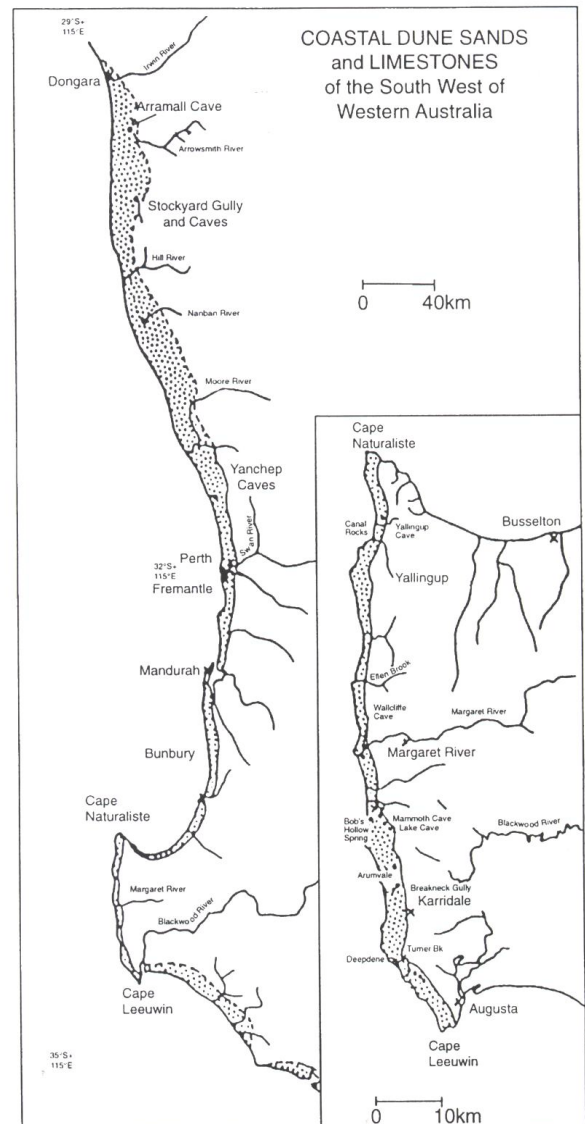 COASTAL DUNE SANDS
and LIMESTONES
of the South West of
Western Australia
29°S+
115°E
Irwin River
Dongara
Arramall Cave
Arrowsmith River
Stockyard Gully
and Caves
Hill River
0 40km
Nanban River
Moore River
Yanchep
Caves
Swan River
Perth
32°S+
115°E
Fremantle
Mandurah
Bunbury
Cape
Naturaliste
Margaret River
Blackwood River
Cape
Leeuwin
35°S+
115°E
Cape
Naturaliste
Canal
Rocks
Yallingup
Cave
Busselton
Yallingup
Ellen Brook
Wallcliffe
Cave
Margaret River
Margaret River
Bob's
Hollow
Spring
Mammoth Cave
Lake Cave
Blackwood River
Arumvale
Breakneck Gully
Karridale
Deepdene
Turner Bk
Augusta
Cape
Leeuwin
0 10km